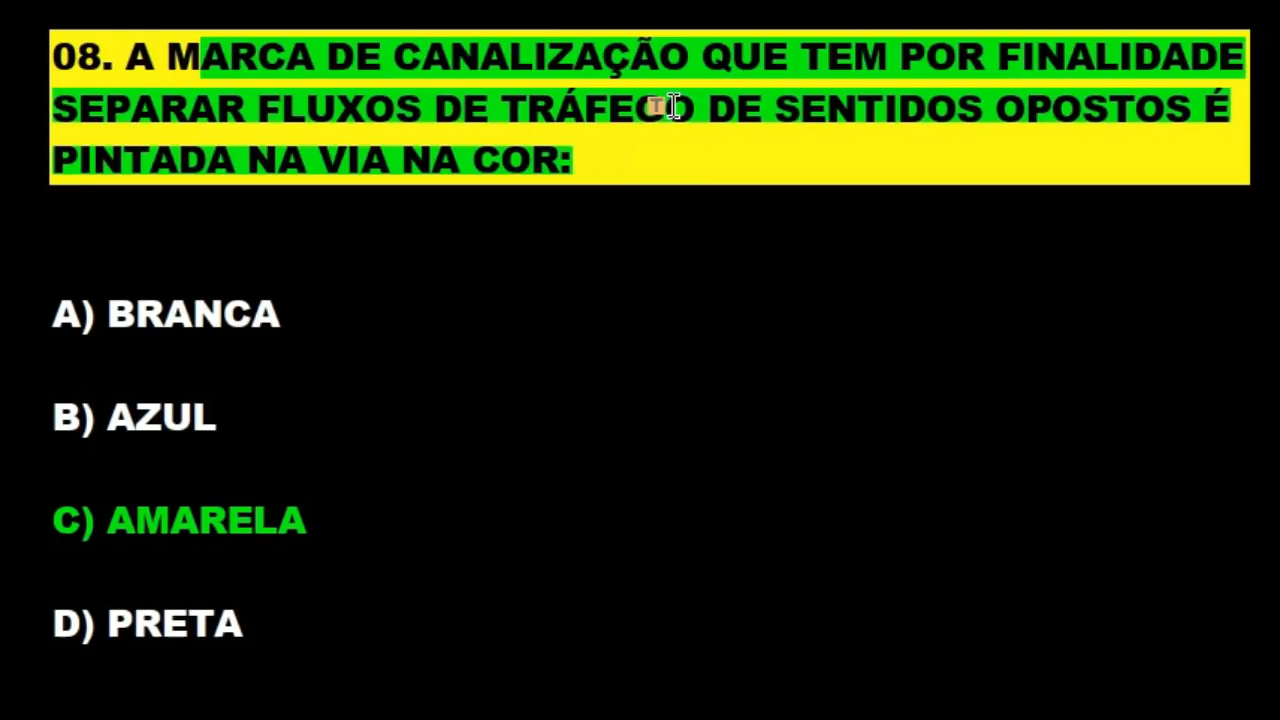 08. A MARCA DE CANALIZAÇÃO QUE TEM POR FINALIDADE
SEPARAR FLUXOS DE TRÁFEGO DE SENTIDOS OPOSTOS É
PINTADA NA VIA NA COR:
A) BRANCA
B) AZUL
C) AMARELA
D) PRETA